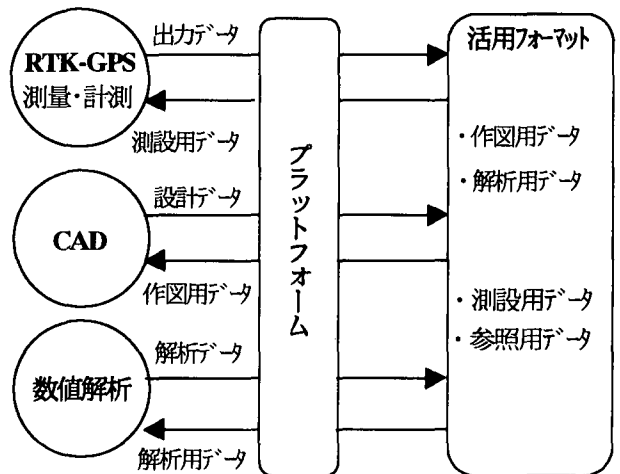 出力データ
RTK-GPS
測量・計測
測設用データ
設計データ
CAD
作図用データ
解析データ
数値解析
解析用データ
プラットフォーム
活用フォーマット
・作図用データ
・解析用データ
・測設用データ
・参照用データ